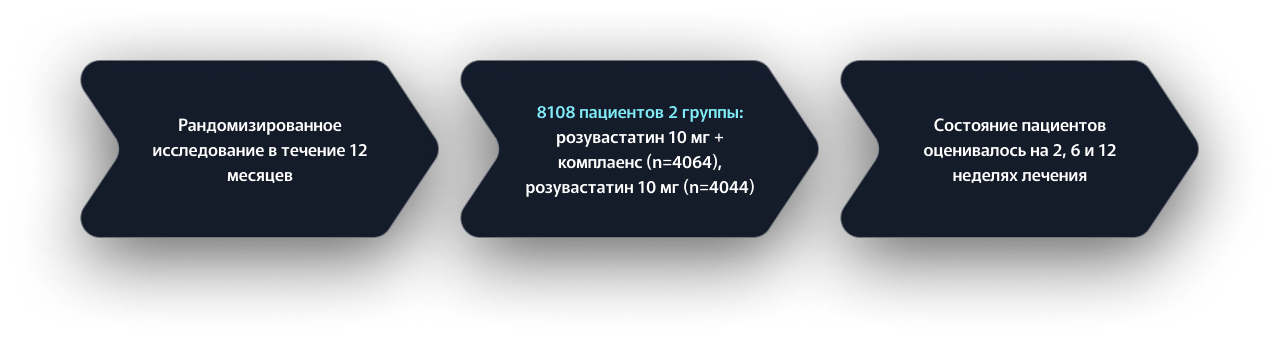 Рандомизированное
исследование в течение 12
месяцев
8108 пациентов 2 группы:
розувастатин 10 мг +
комплаенс (n=4064),
розувастатин 10 мг (n=4044)
Состояние пациентов
оценивалось на 2, 6 и 12
неделях лечения